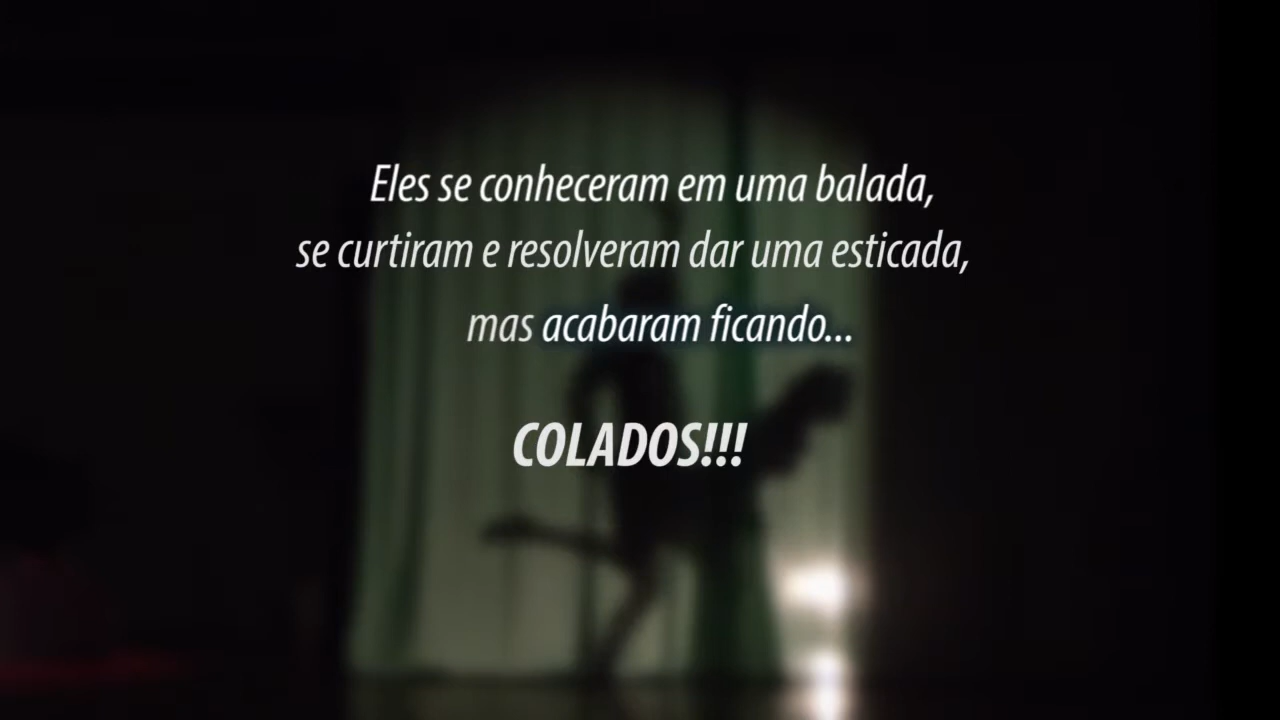 Eles se conheceram em uma balada,
se curtiram e resolveram dar uma esticada,
mas acabaram ficando...
COLADOS!!!